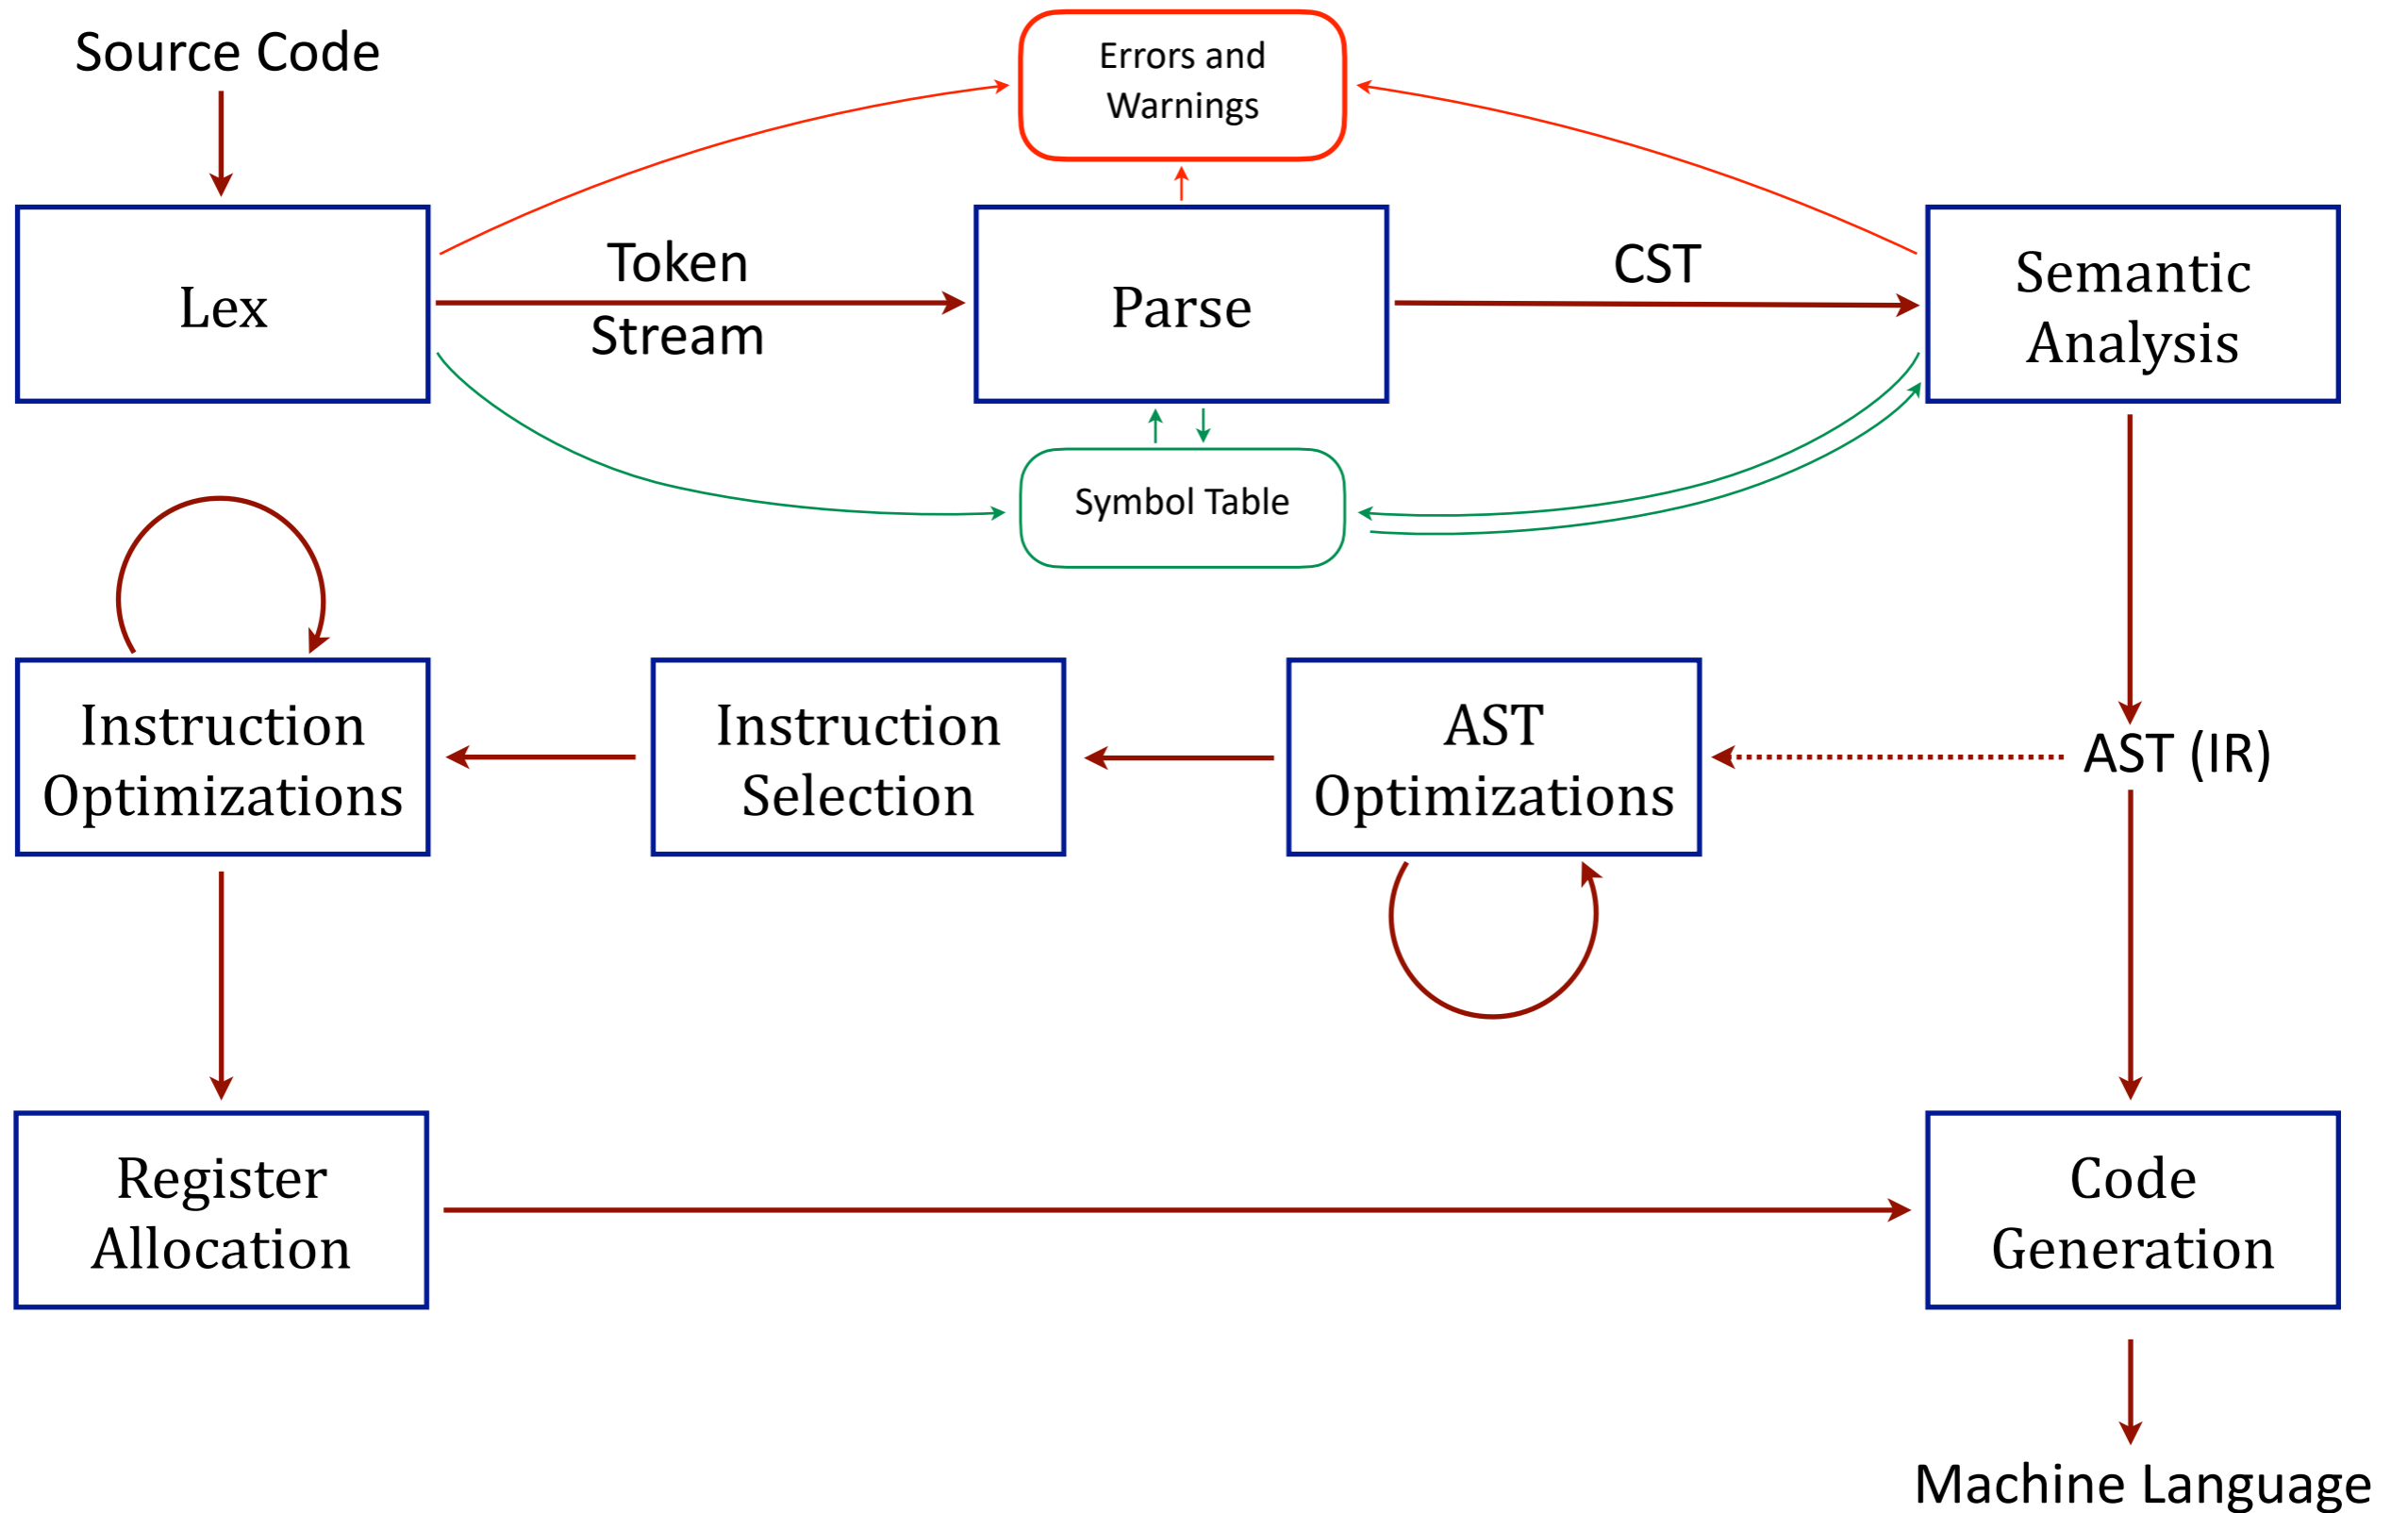 Source Code
Errors and
Warnings
Lex
Token
Stream
Parse
CST
Semantic
Analysis
Symbol Table
Instruction
Optimizations
Instruction
Selection
AST
Optimizations
AST (IR)
Register
Allocation
Code
Generation
Machine Language